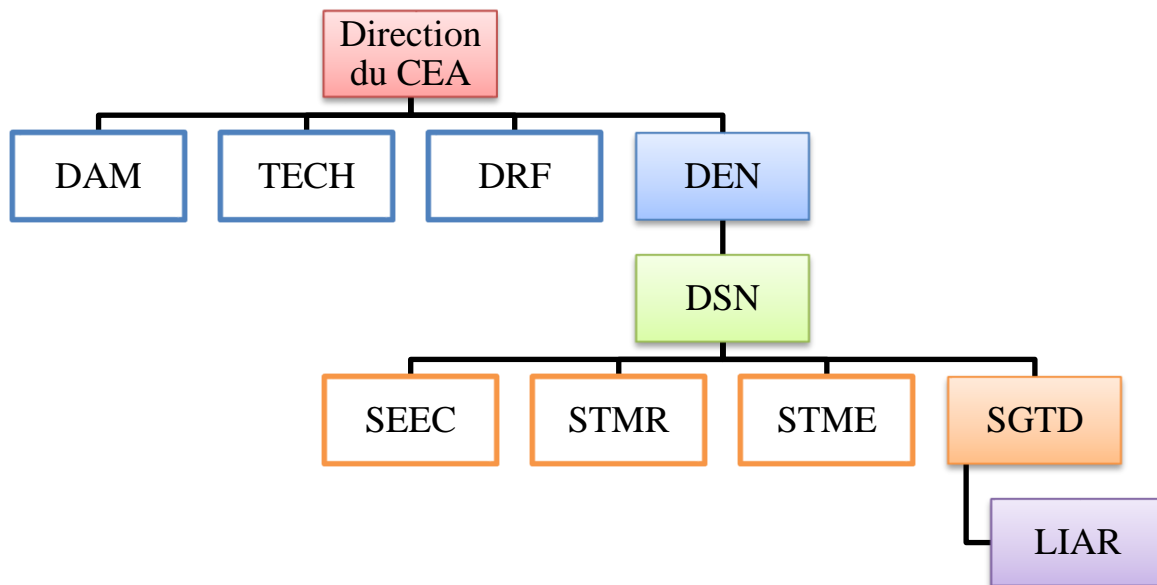 Direction
du CEA
DAM
TECH
DRF
DEN
DSN
SEEC
STMR
STME
SGTD
LIAR